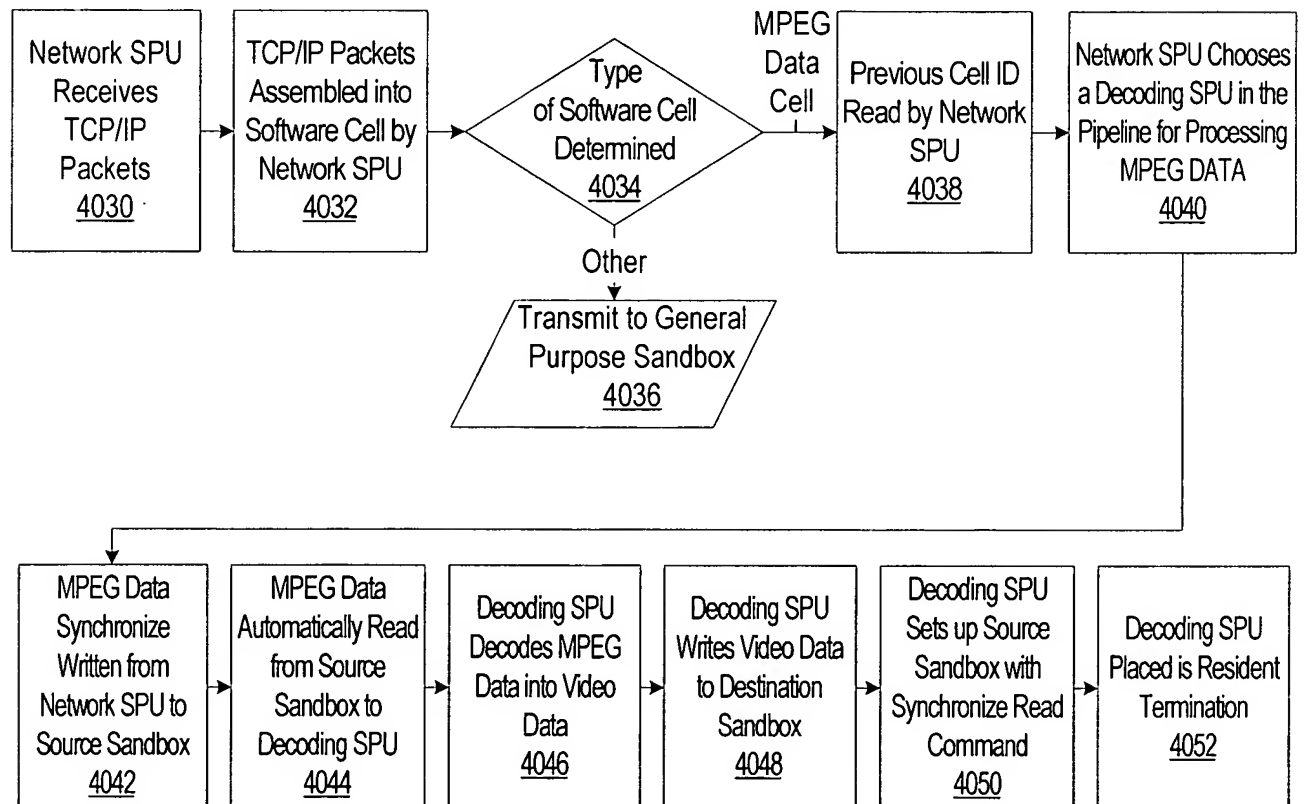 Network SPU
Receives
TCP/IP
Packets
4030
TCP/IP Packets
Assembled into
Software Cell by
Network SPU
4032
Type
of Software Cell
Determined
4034
MPEG
Data
Cell
Previous Cell ID
Read by Network
SPU
4038
Network SPU Chooses
a Decoding SPU in the
Pipeline for Processing
MPEG DATA
4040
Other
Transmit to General
Purpose Sandbox
4036
MPEG Data
Synchronize
Written from
Network SPU to
Source Sandbox
4042
MPEG Data
Automatically Read
from Source
Sandbox to
Decoding SPU
4044
Decoding SPU
Decodes MPEG
Data into Video
Data
4046
Decoding SPU
Writes Video Data
to Destination
Sandbox
4048
Decoding SPU
Sets up Source
Sandbox with
Synchronize Read
Command
4050
Decoding SPU
Placed is Resident
Termination
4052